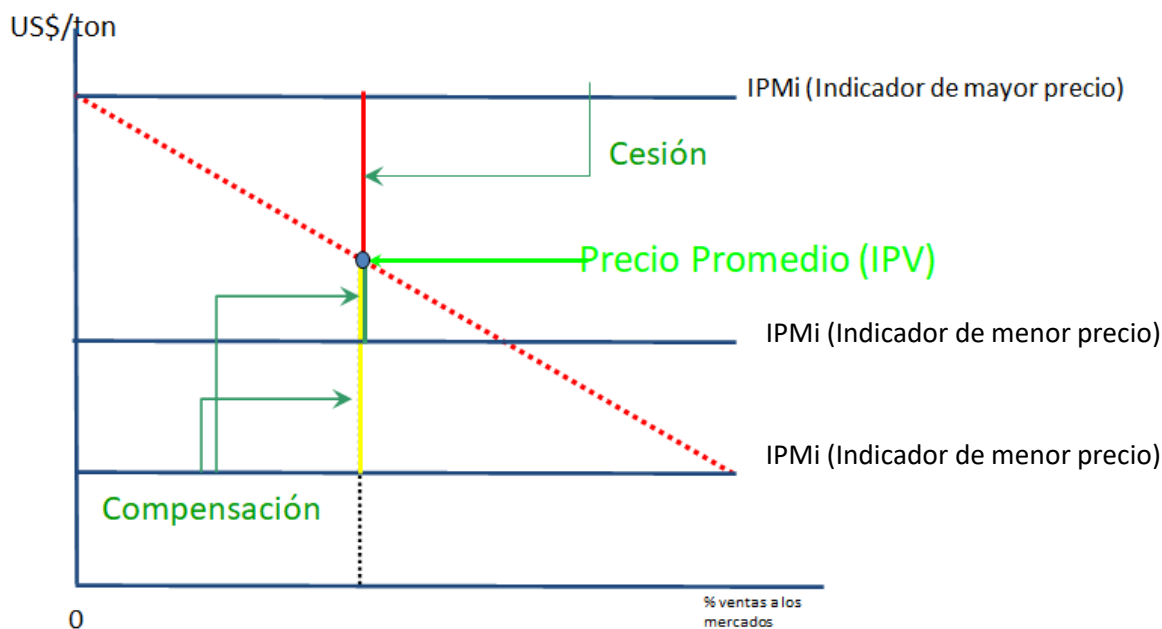 US$/ton
IPMi (Indicador de mayor precio)
Cesión
Precio Promedio (IPV)
IPMi (Indicador de menor precio)
IPMi (Indicador de menor precio)
Compensación
0
% ventas a los
mercados